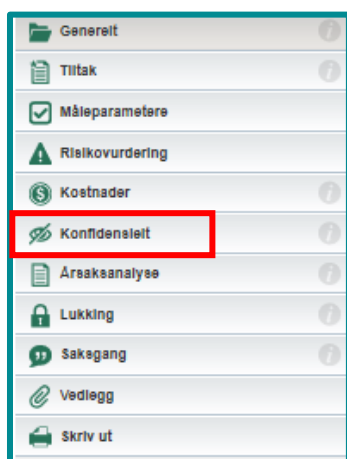 Generelt
Tiltak
Måleparametere
Risikovurdering
Kostnader
Konfidensielt
Årsaksanalyse
Lukking
Saksgang
Vedlegg
Skriv ut